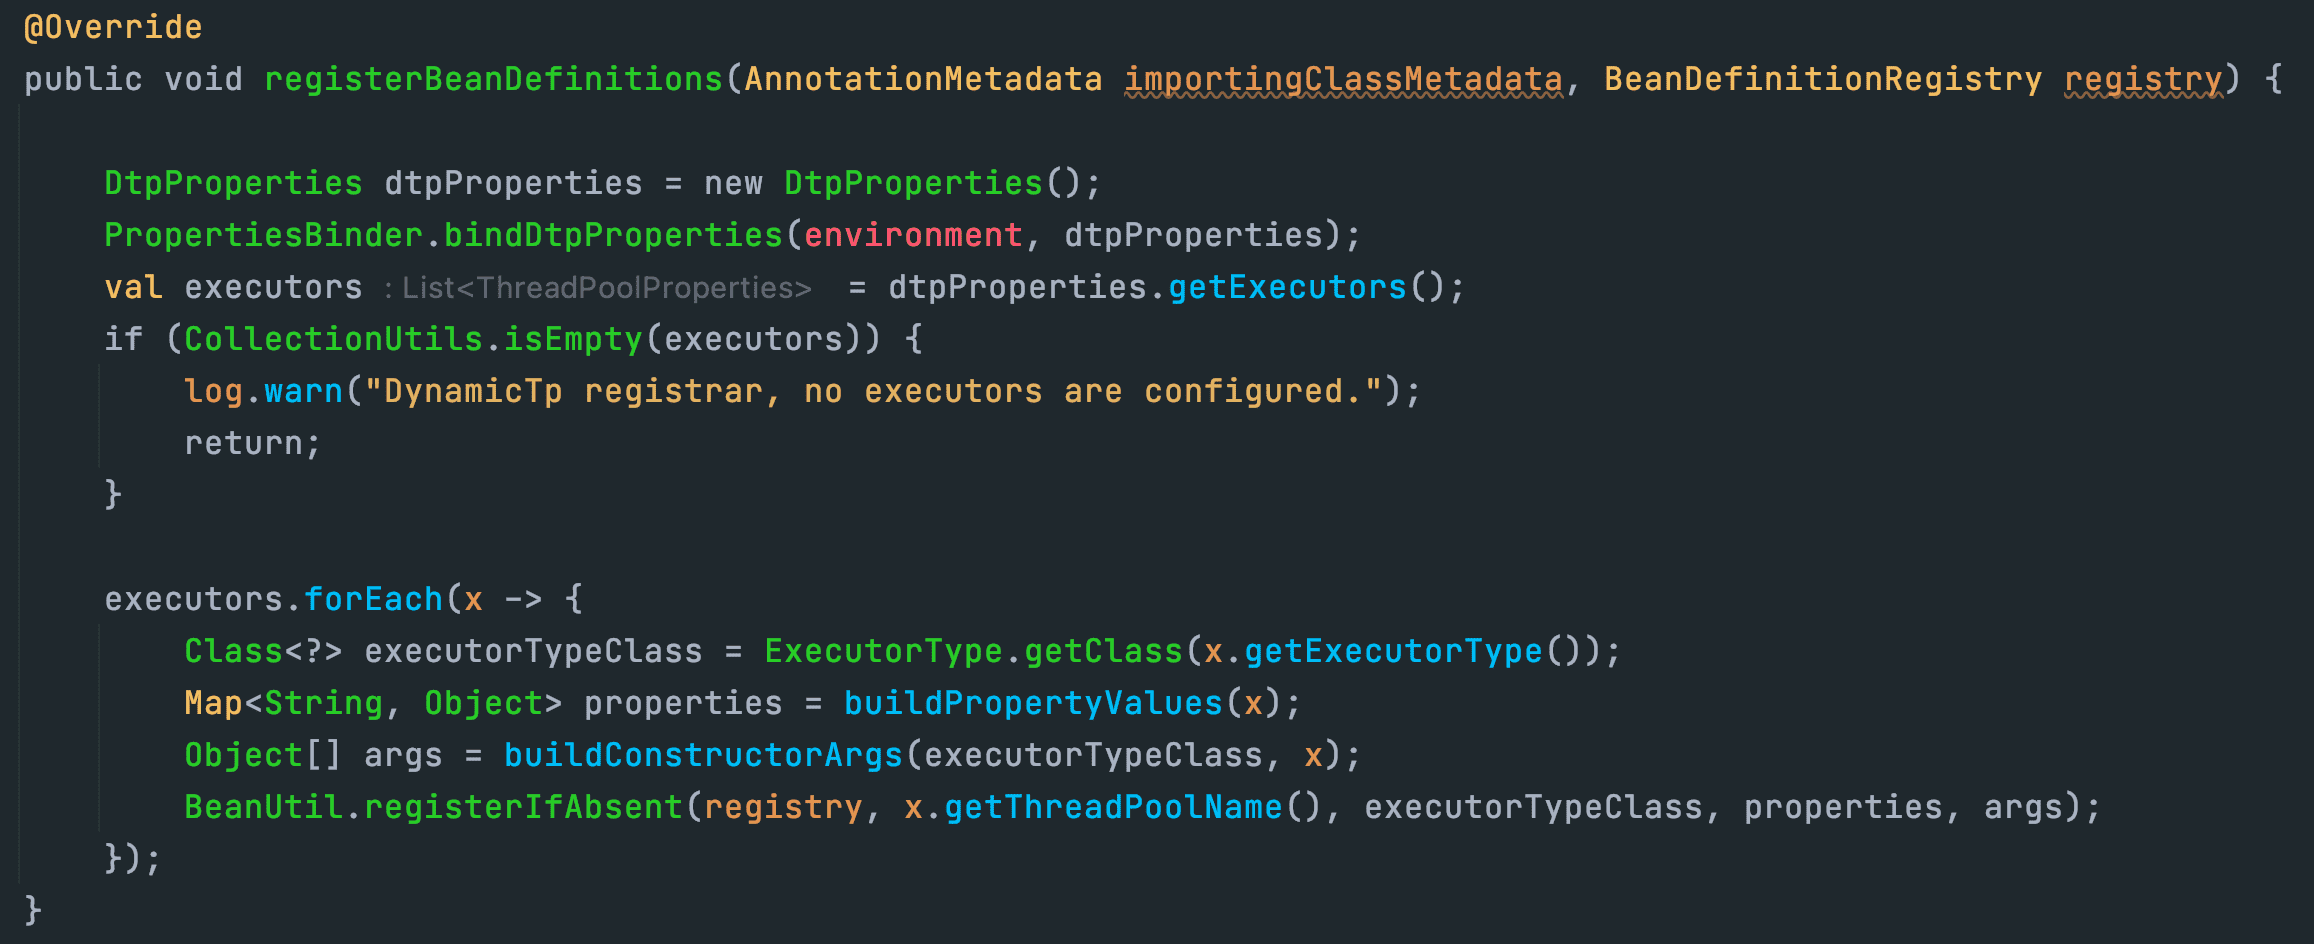 @Override
public void registerBeanDefinitions(AnnotationMetadata importingClassMetadata, BeanDefinitionRegistry registry) {
DtpProperties dtpProperties = new DtpProperties();
PropertiesBinder.bindDtpProperties(environment, dtpProperties);
val executors : List<ThreadPoolProperties> = dtpProperties.getExecutors();
if (CollectionUtils.isEmpty(executors)) {
log.warn("DynamicTp registrar, no executors are configured.");
return;
}
executors.forEach(x -> {
Class<?> executorTypeClass = ExecutorType.getClass(x.getExecutorType());
Map<String, Object> properties = buildPropertyValues(x);
Object[] args = buildConstructorArgs(executorTypeClass, x);
BeanUtil.registerIfAbsent(registry, x.getThreadPoolName(), executorTypeClass, properties, args);
});
}